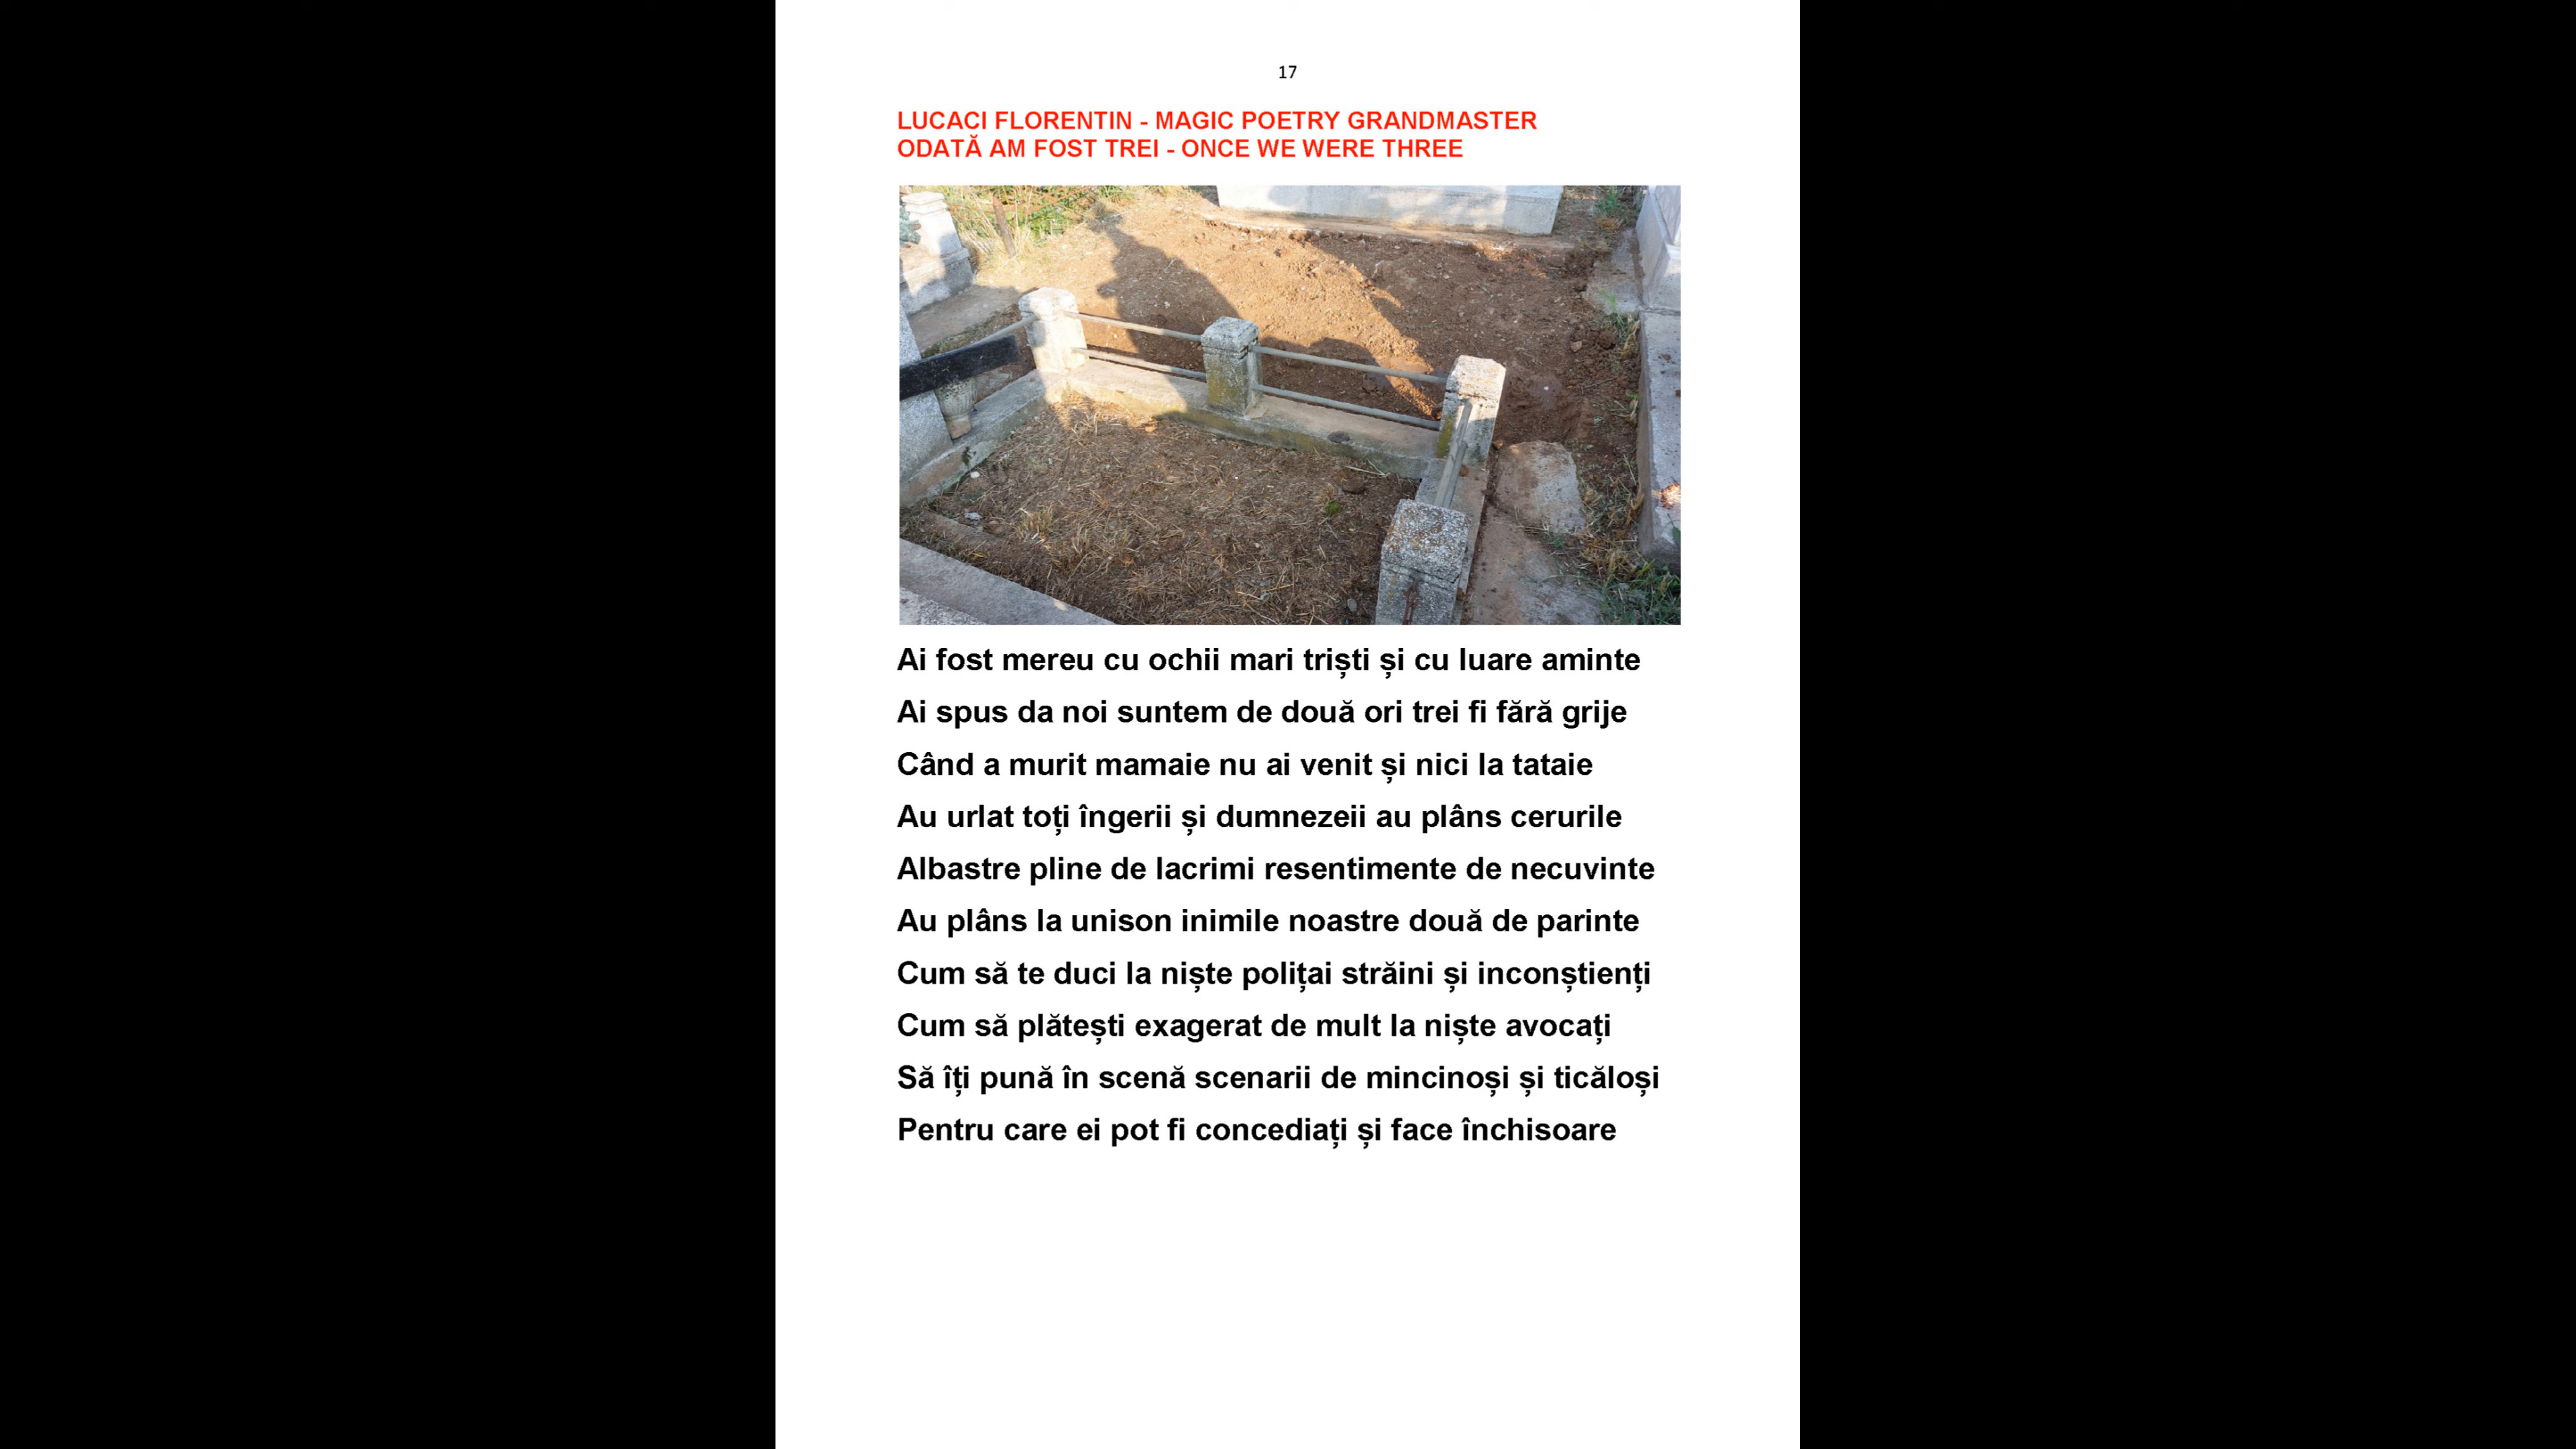 17
LUCACI FLORENTIN - MAGIC POETRY GRANDMASTER
ODATĂ AM FOST TREI - ONCE WE WERE THREE
Ai fost mereu cu ochii mari triști și cu luare aminte
Ai spus da noi suntem de două ori trei fi fără grije
Când a murit mamaie nu ai venit și nici la tataie
Au urlat toți îngerii și dumnezeii au plâns cerurile
Albastre pline de lacrimi resentimente de necuvinte
Au plâns la unison inimile noastre două de parinte
Cum să te duci la niște polițai străini și inconștienți
Cum să plătești exagerat de mult la niște avocați
Să îți pună în scenă scenarii de mincinoși și ticăloși
Pentru care ei pot fi concediați și face închisoare